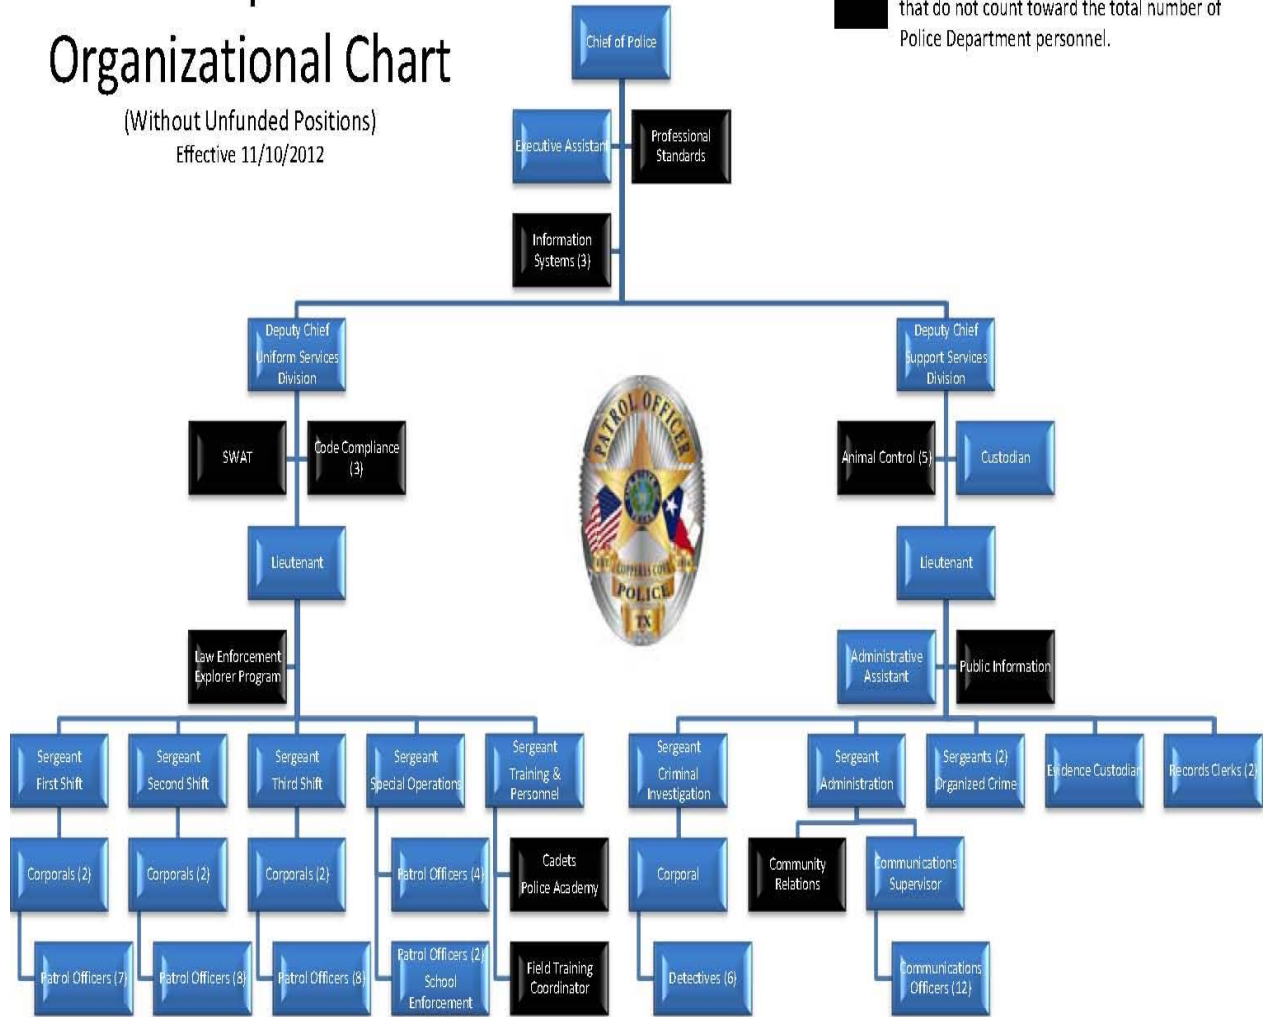 Organizational Chart
(Without Unfunded Positions)
Effective 11/10/2012
that do not count toward the total number of
Police Department personnel.
Chief of Police
Executive Assistant
Professional
Standards
Information
Systems (3)
Deputy Chief
Uniform Services
Division
Deputy Chief
Support Services
Division
SWAT
Code Compliance
(3)
Animal Control (5)
Custodian
Lieutenant
Lieutenant
PATROL OFFICER
COPPERAS COVE
POLICE
TX
Law Enforcement
Explorer Program
Administrative
Assistant
Public Information
Sergeant
First Shift
Sergeant
Second Shift
Sergeant
Third Shift
Sergeant
Special Operations
Sergeant
Training &
Personnel
Sergeant
Criminal
Investigation
Sergeant
Administration
Sergeants (2)
Organized Crime
Evidence Custodian
Records Clerks (2)
Corporals (2)
Corporals (2)
Corporals (2)
Patrol Officers (4)
Cadets
Police Academy
Corporal
Community
Relations
Communications
Supervisor
Patrol Officers (7)
Patrol Officers (8)
Patrol Officers (8)
Patrol Officers (2)
School
Enforcement
Field Training
Coordinator
Detectives (6)
Communications
Officers (12)